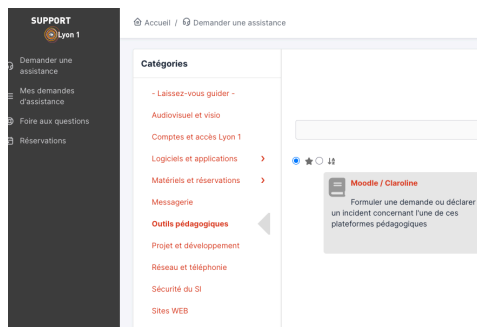 SUPPORT
Lyon 1
Demander une
assistance
Mes demandes
d'assistance
Foire aux questions
Réservations
Accueil / Demander une assistance
Catégories
- Laissez-vous guider -
Audiovisuel et visio
Comptes et accès Lyon 1
Logiciels et applications
Matériels et réservations
Messagerie
Outils pédagogiques
Projet et développement
Réseau et téléphonie
Sécurité du SI
Sites WEB
Moodle / Claroline
Formuler une demande ou déclarer
un incident concernant l'une de ces
plateformes pédagogiques